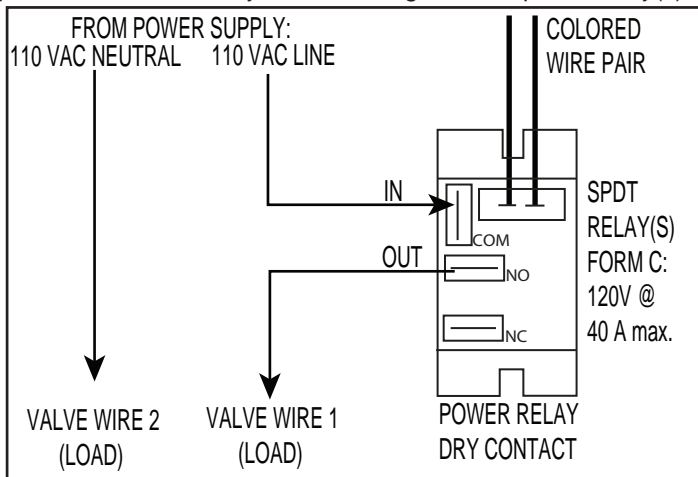 FROM POWER SUPPLY:
110 VAC NEUTRAL
110 VAC LINE
COLORED
WIRE PAIR
IN
COM
OUT
NO
NC
SPDT
RELAY(S)
FORM C:
120V @
40 A max.
VALVE WIRE 2
(LOAD)
VALVE WIRE 1
(LOAD)
POWER RELAY
DRY CONTACT